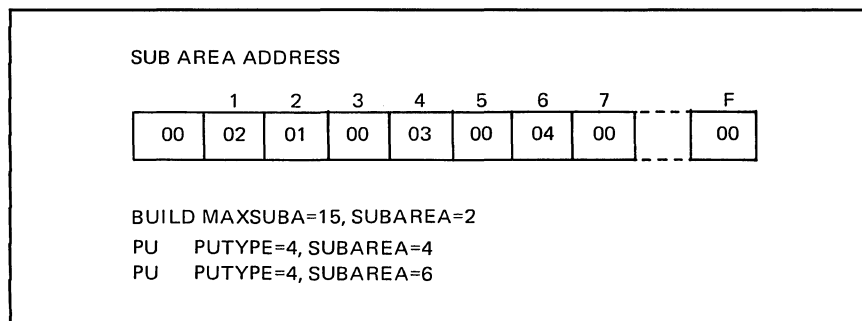 SUB AREA ADDRESS
1 2 3 4 5 6 7 F
00 02 01 00 03 00 04 00 00
BUILD MAXSUBA=15, SUBAREA=2
PU PUTYPE=4, SUBAREA=4
PU PUTYPE=4, SUBAREA=6